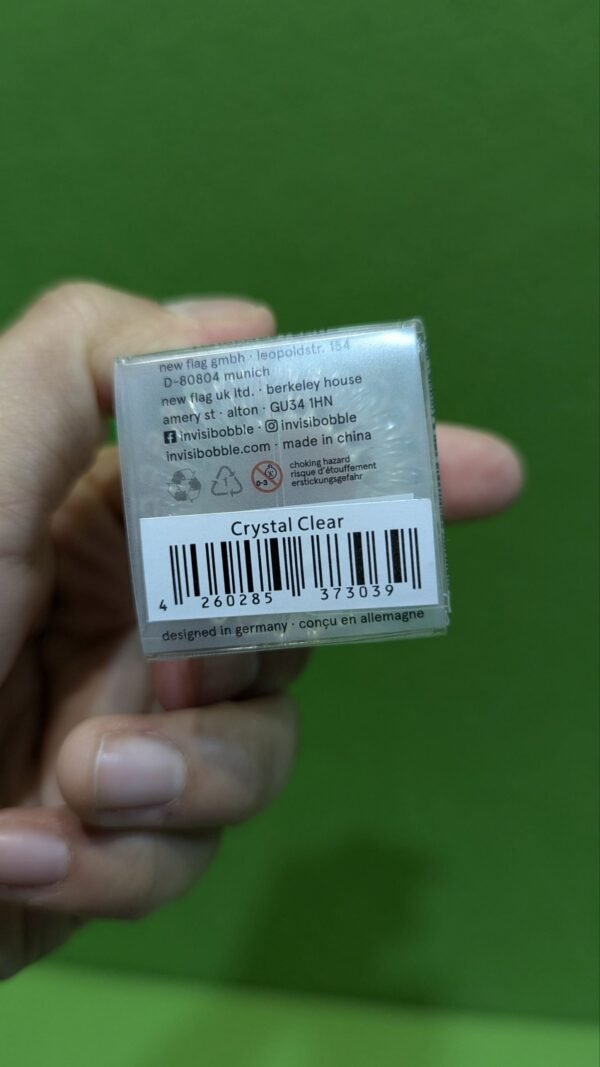 new flag gmbh · leopoldstr. 154
D-80804 munich
new flag uk ltd. · berkeley house
amery st · alton · GU34 1HN
invisibobble · invisibobble
invisibobble.com · made in china
1
0-3
choking hazard
risque d'étouffement
erstickungsgefahr
Crystal Clear
4 260285 373039
designed in germany · conçu en allemagne